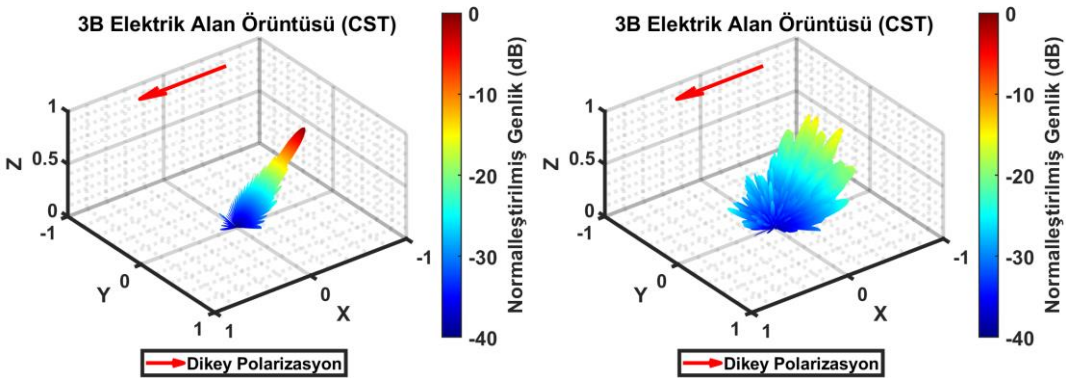 3B Elektrik Alan Örüntüsü (CST)
1
0.5
0
-1
0
1
1
0
-1
Z
Y
X
0
-10
-20
-30
-40
Normalleştirilmiş Genlik (dB)
Dikey Polarizasyon
3B Elektrik Alan Örüntüsü (CST)
1
0.5
0
-1
0
1
1
0
-1
Z
Y
X
0
-10
-20
-30
-40
Normalleştirilmiş Genlik (dB)
Dikey Polarizasyon